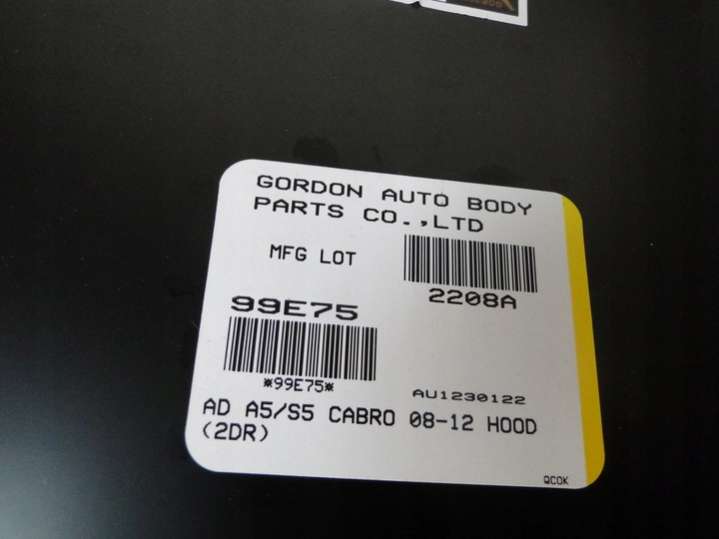 GORDON AUTO BODY
PARTS CO.,LTD
MFG LOT
2208A
99E75
*99E75*
AU1230122
AD A5/S5 CABRO 08-12 HOOD
(2DR)
QCOK